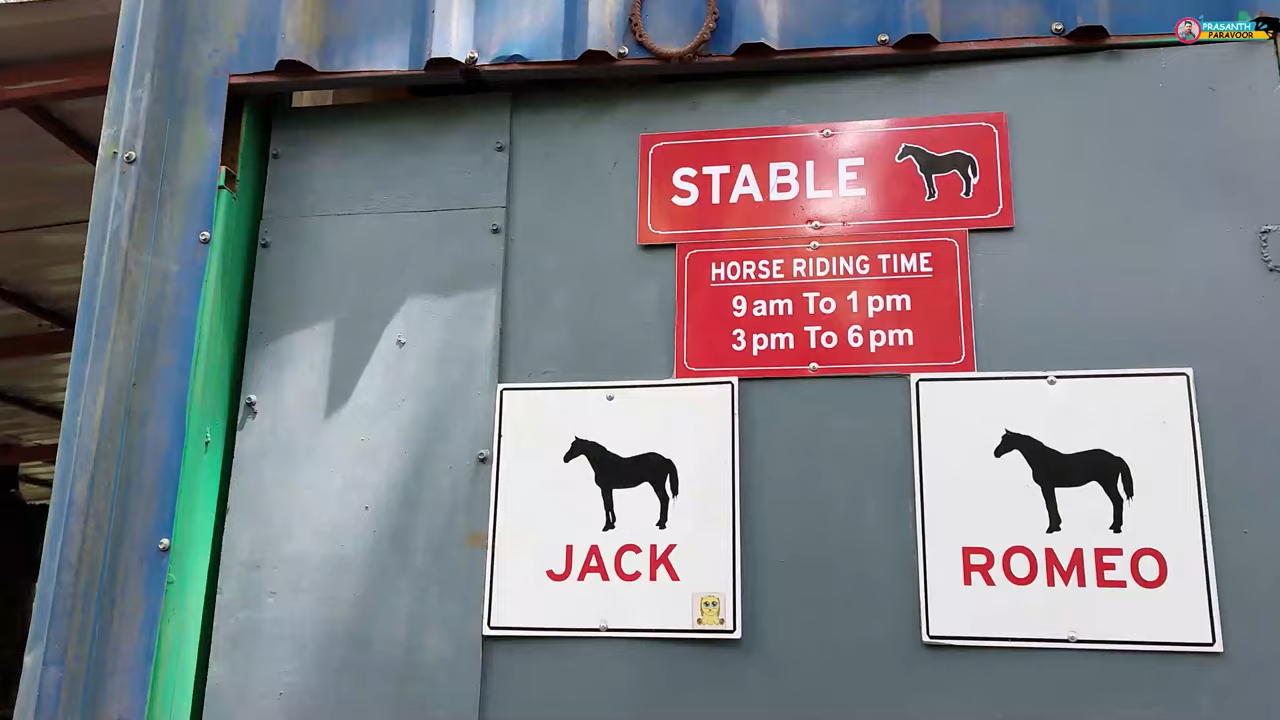 PRASANTH
PARAVOOR
STABLE
HORSE RIDING TIME
9 am To 1 pm
3 pm To 6 pm
JACK
ROMEO